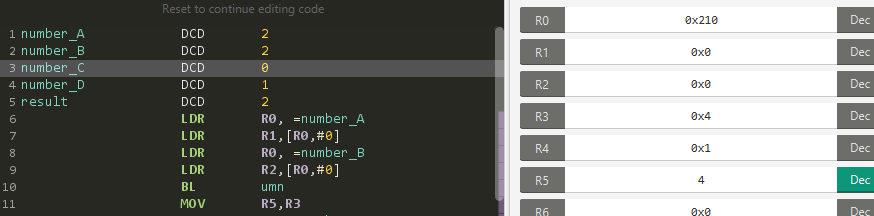 Reset to continue editing code
1 number_A DCD 2
2 number_B DCD 2
3 number_C DCD 0
4 number_D DCD 1
5 result DCD 2
6 LDR R0, =number_A
7 LDR R1,[R0,#0]
8 LDR R0, =number_B
9 LDR R2,[R0,#0]
10 BL umn
11 MOV R5,R3
R0 0x210 Dec
R1 0x0 Dec
R2 0x0 Dec
R3 0x4 Dec
R4 0x1 Dec
R5 4 Dec
R6 0x0 Dec